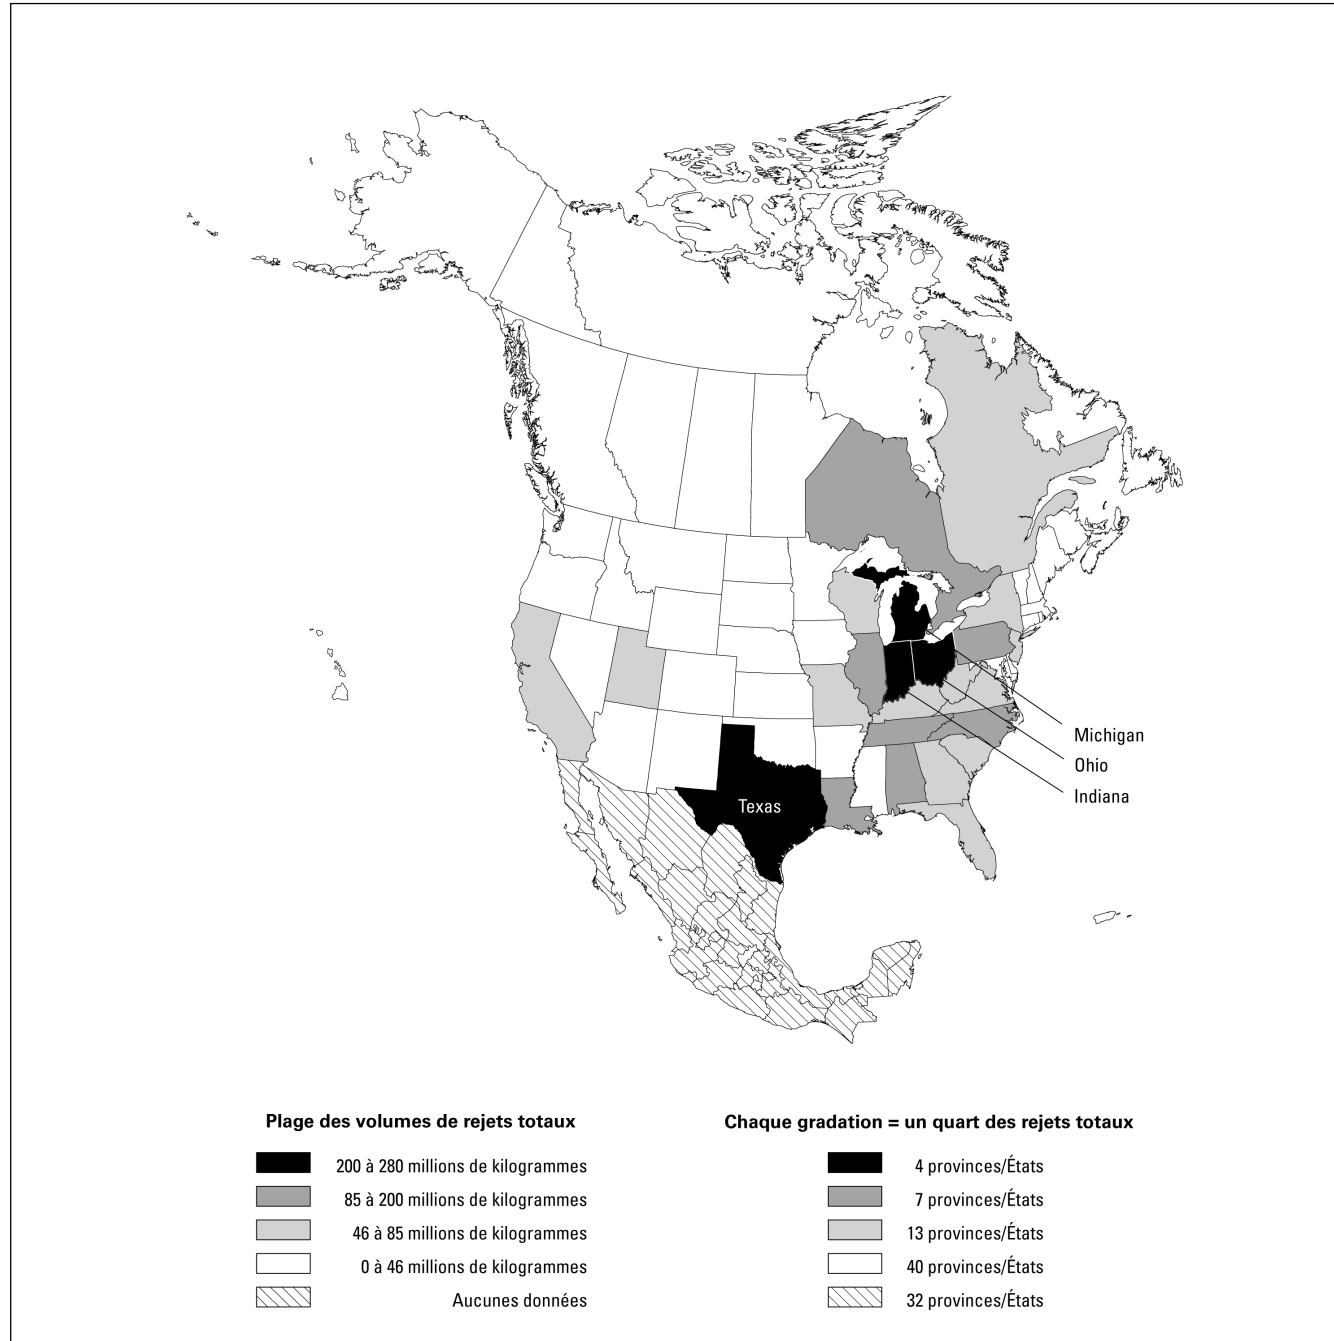 Michigan
Ohio
Indiana
Texas
Plage des volumes de rejets totaux
200 à 280 millions de kilogrammes
85 à 200 millions de kilogrammes
46 à 85 millions de kilogrammes
0 à 46 millions de kilogrammes
Aucunes données
Chaque gradation = un quart des rejets totaux
4 provinces/États
7 provinces/États
13 provinces/États
40 provinces/États
32 provinces/États